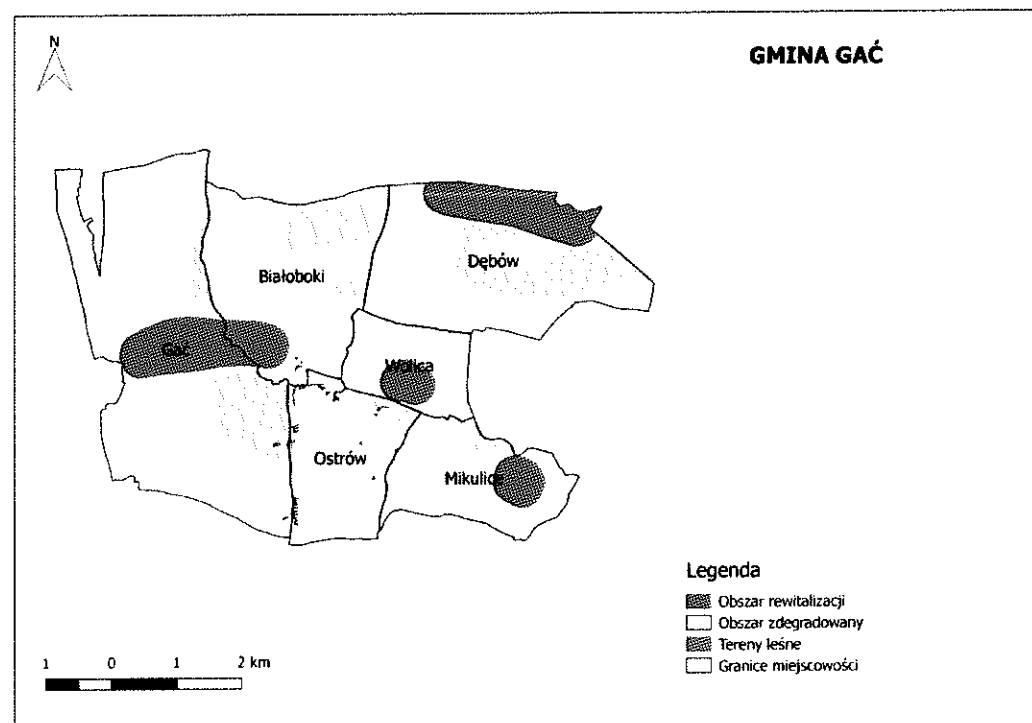 N
GMINA GAĆ
Białoboki
Dębów
Gać
Wolica
Ostrów
Mikulice
Legenda
Obszar rewitalizacji
Obszar zdegradowany
Tereny leśne
Granice miejscowości
1 0 1 2 km